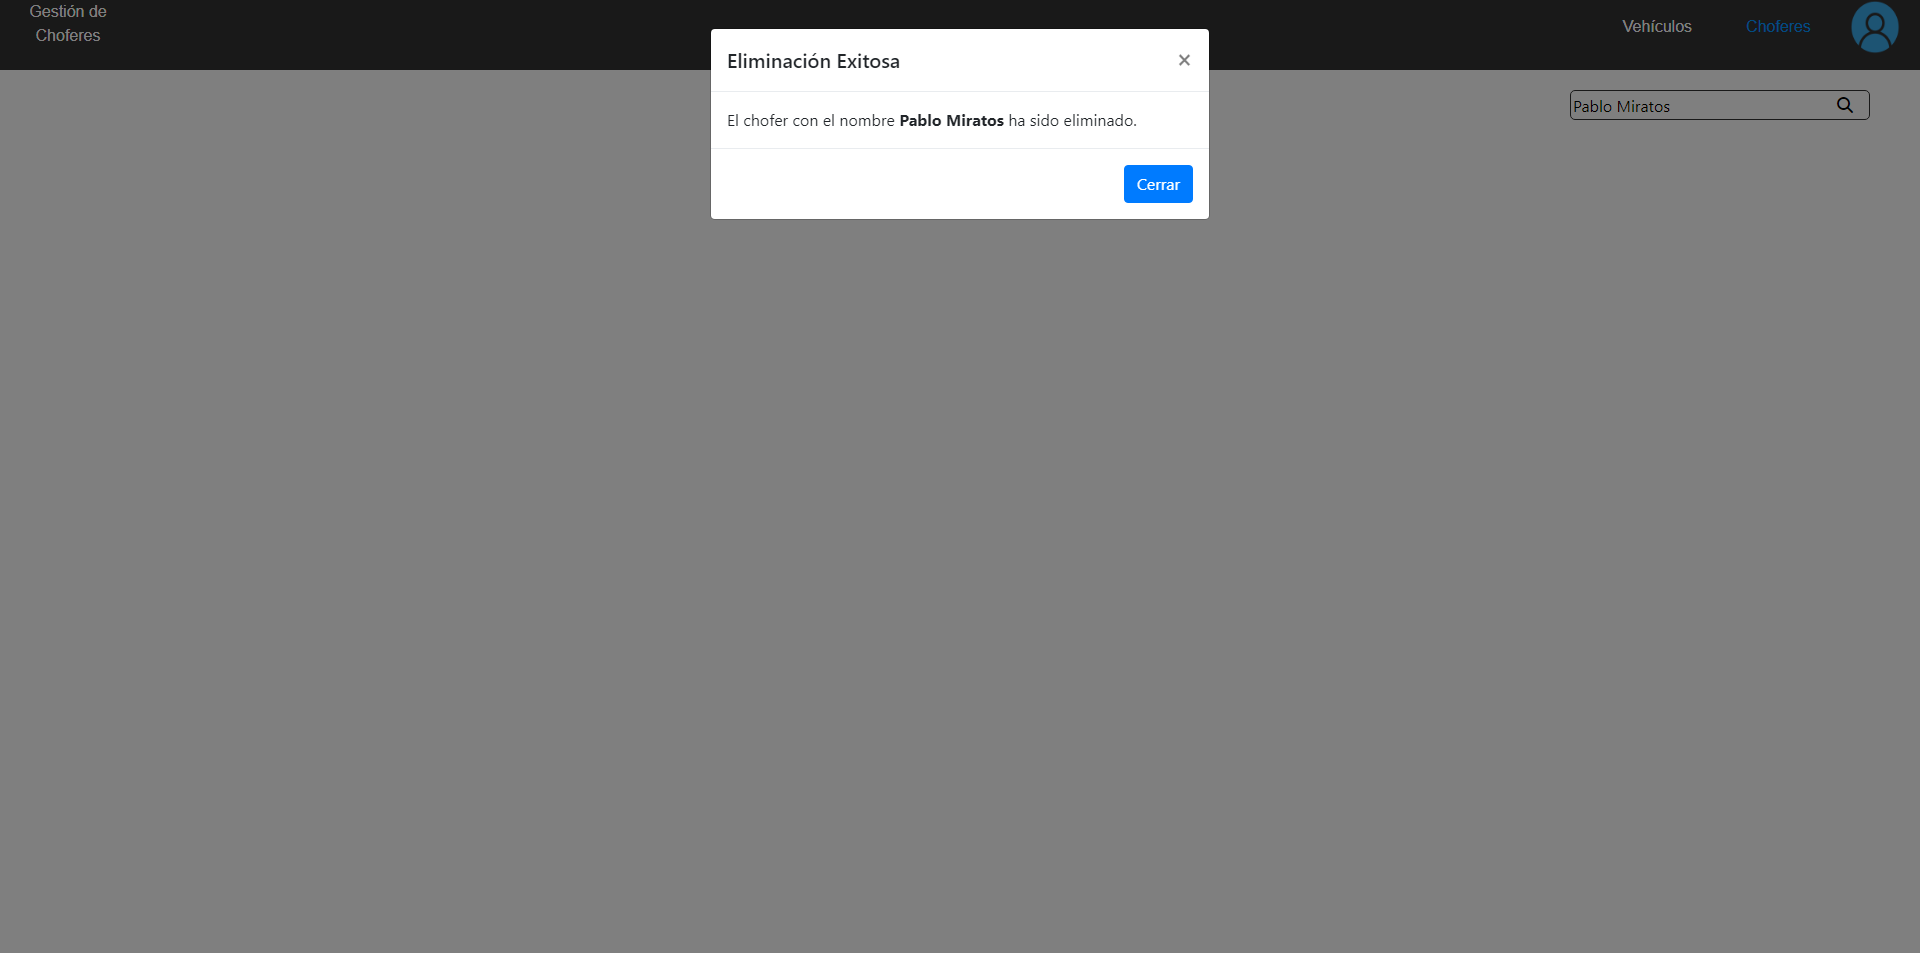 Gestión de
Choferes
Vehículos
Choferes
Eliminación Exitosa
×
El chofer con el nombre Pablo Miratos ha sido eliminado.
Cerrar
Pablo Miratos